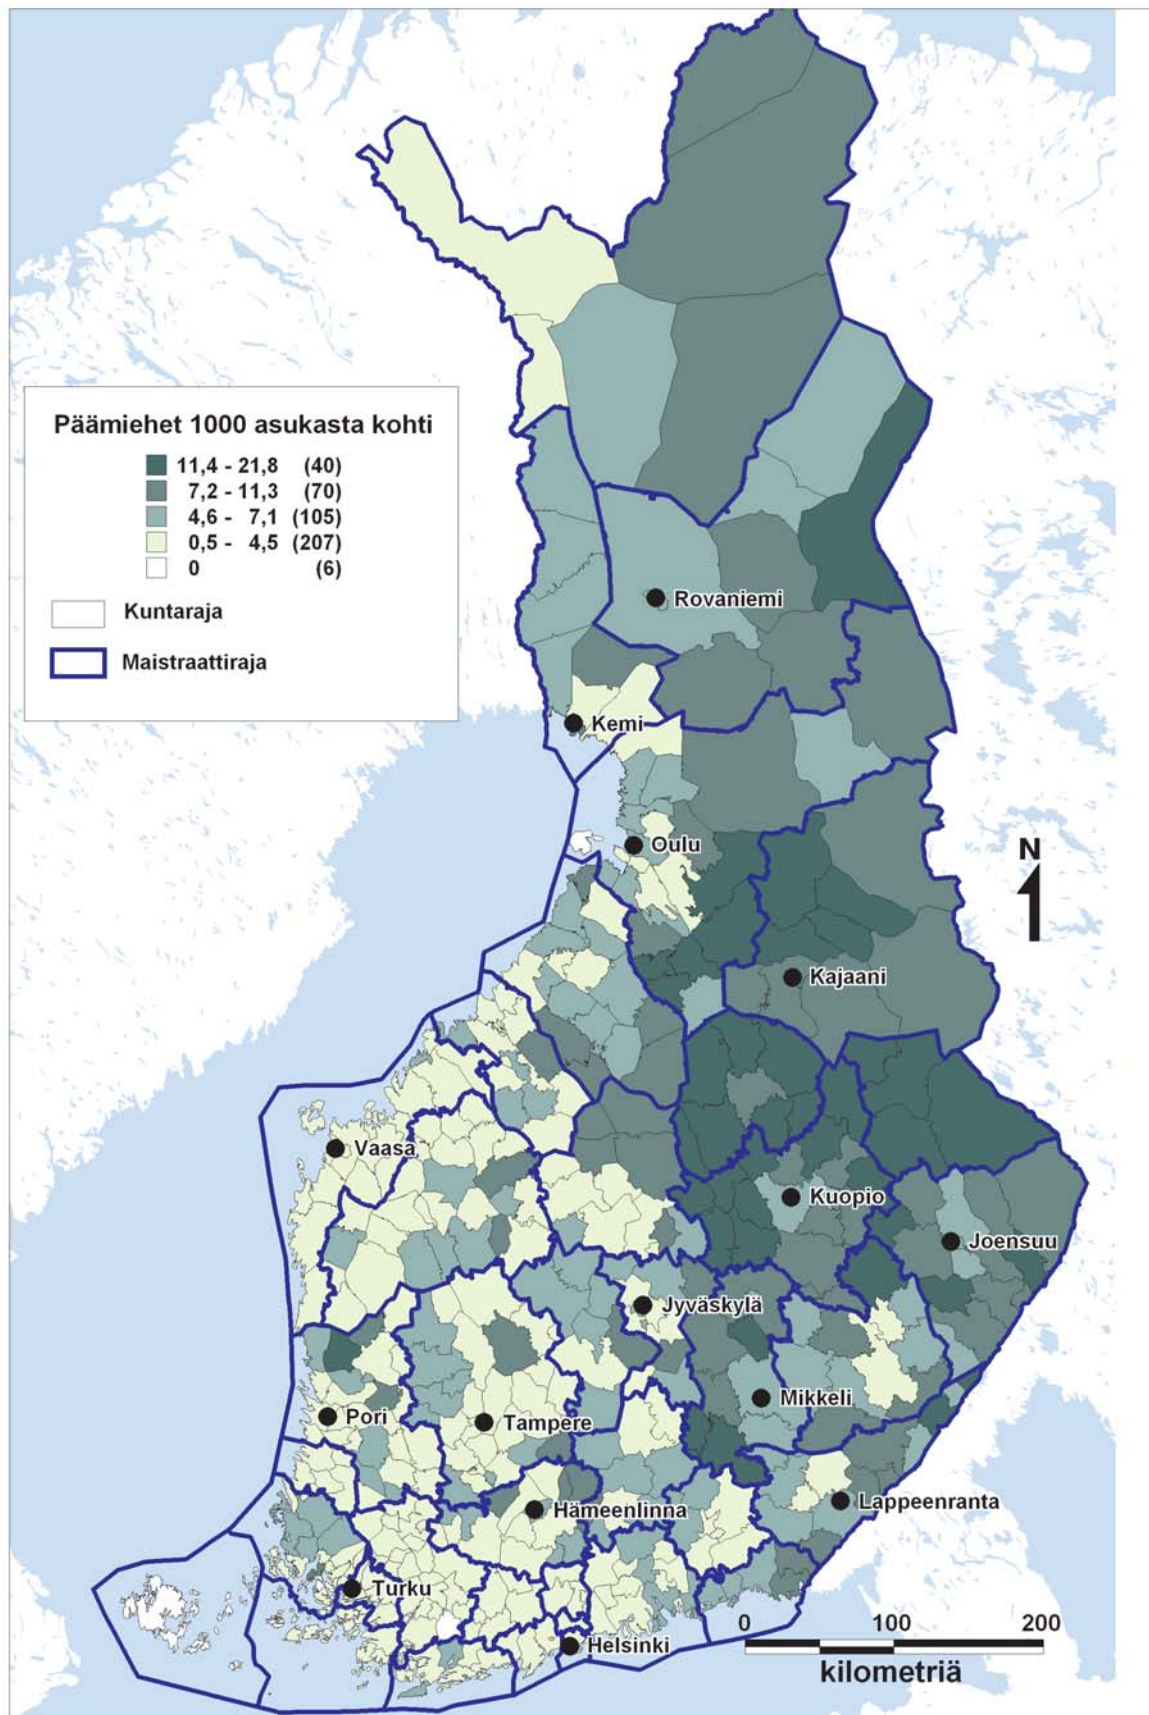 Päämiehet 1000 asukasta kohti
11,4 - 21,8 (40)
7,2 - 11,3 (70)
4,6 - 7,1 (105)
0,5 - 4,5 (207)
0 (6)
Kuntaraja
Maistraattiraja
Rovaniemi
Kemi
Oulu
N
Kajaani
Vaasa
Kuopio
Joensuu
Jyväskylä
Mikkeli
Pori
Tampere
Lappeenranta
Hämeenlinna
Turku
Helsinki
0 100 200
kilometriä